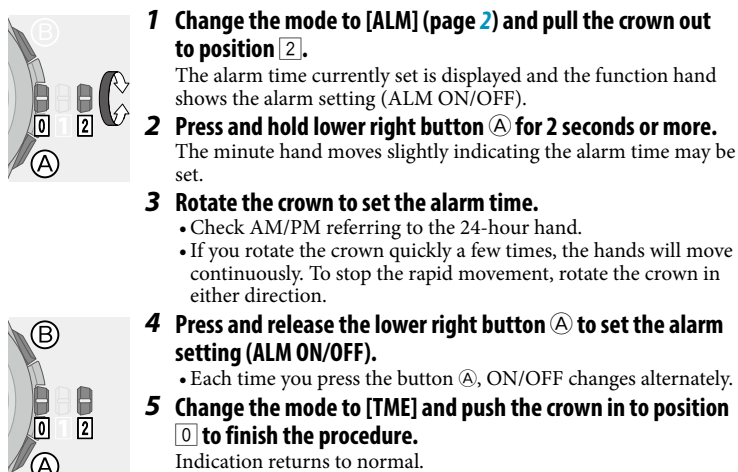 B
0 1 2
A
1 Change the mode to [ALM] (page 2) and pull the crown out
to position 2.
The alarm time currently set is displayed and the function hand
shows the alarm setting (ALM ON/OFF).
2 Press and hold lower right button Ⓐ for 2 seconds or more.
The minute hand moves slightly indicating the alarm time may be
set.
3 Rotate the crown to set the alarm time.
• Check AM/PM referring to the 24-hour hand.
• If you rotate the crown quickly a few times, the hands will move
continuously. To stop the rapid movement, rotate the crown in
either direction.
B
0 1 2
A
4 Press and release the lower right button Ⓐ to set the alarm
setting (ALM ON/OFF).
• Each time you press the button Ⓐ, ON/OFF changes alternately.
5 Change the mode to [TME] and push the crown in to position
0 to finish the procedure.
Indication returns to normal.